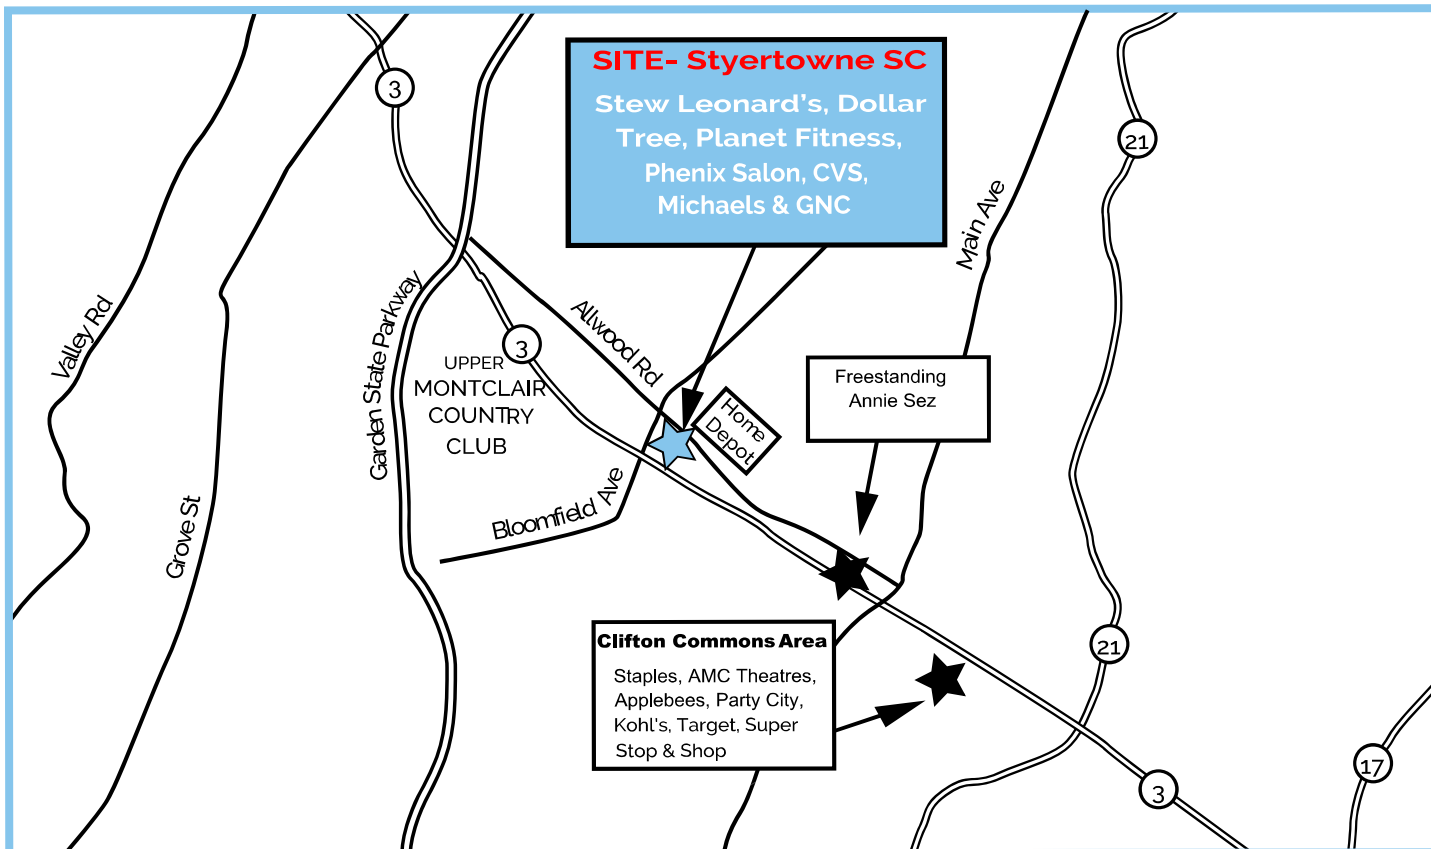 SITE- Styertowne SC
Stew Leonard's, Dollar
Tree, Planet Fitness,
Phenix Salon, CVS,
Michaels & GNC
3
21
Main Ave
Valley Rd
Garden State Parkway
Allwood Rd
3
UPPER
MONTCLAIR
COUNTRY
CLUB
Freestanding
Annie Sez
Home
Depot
Bloomfield Ave
Grove St
Clifton Commons Area
Staples, AMC Theatres,
Applebees, Party City,
Kohl's, Target, Super
Stop & Shop
21
17
3